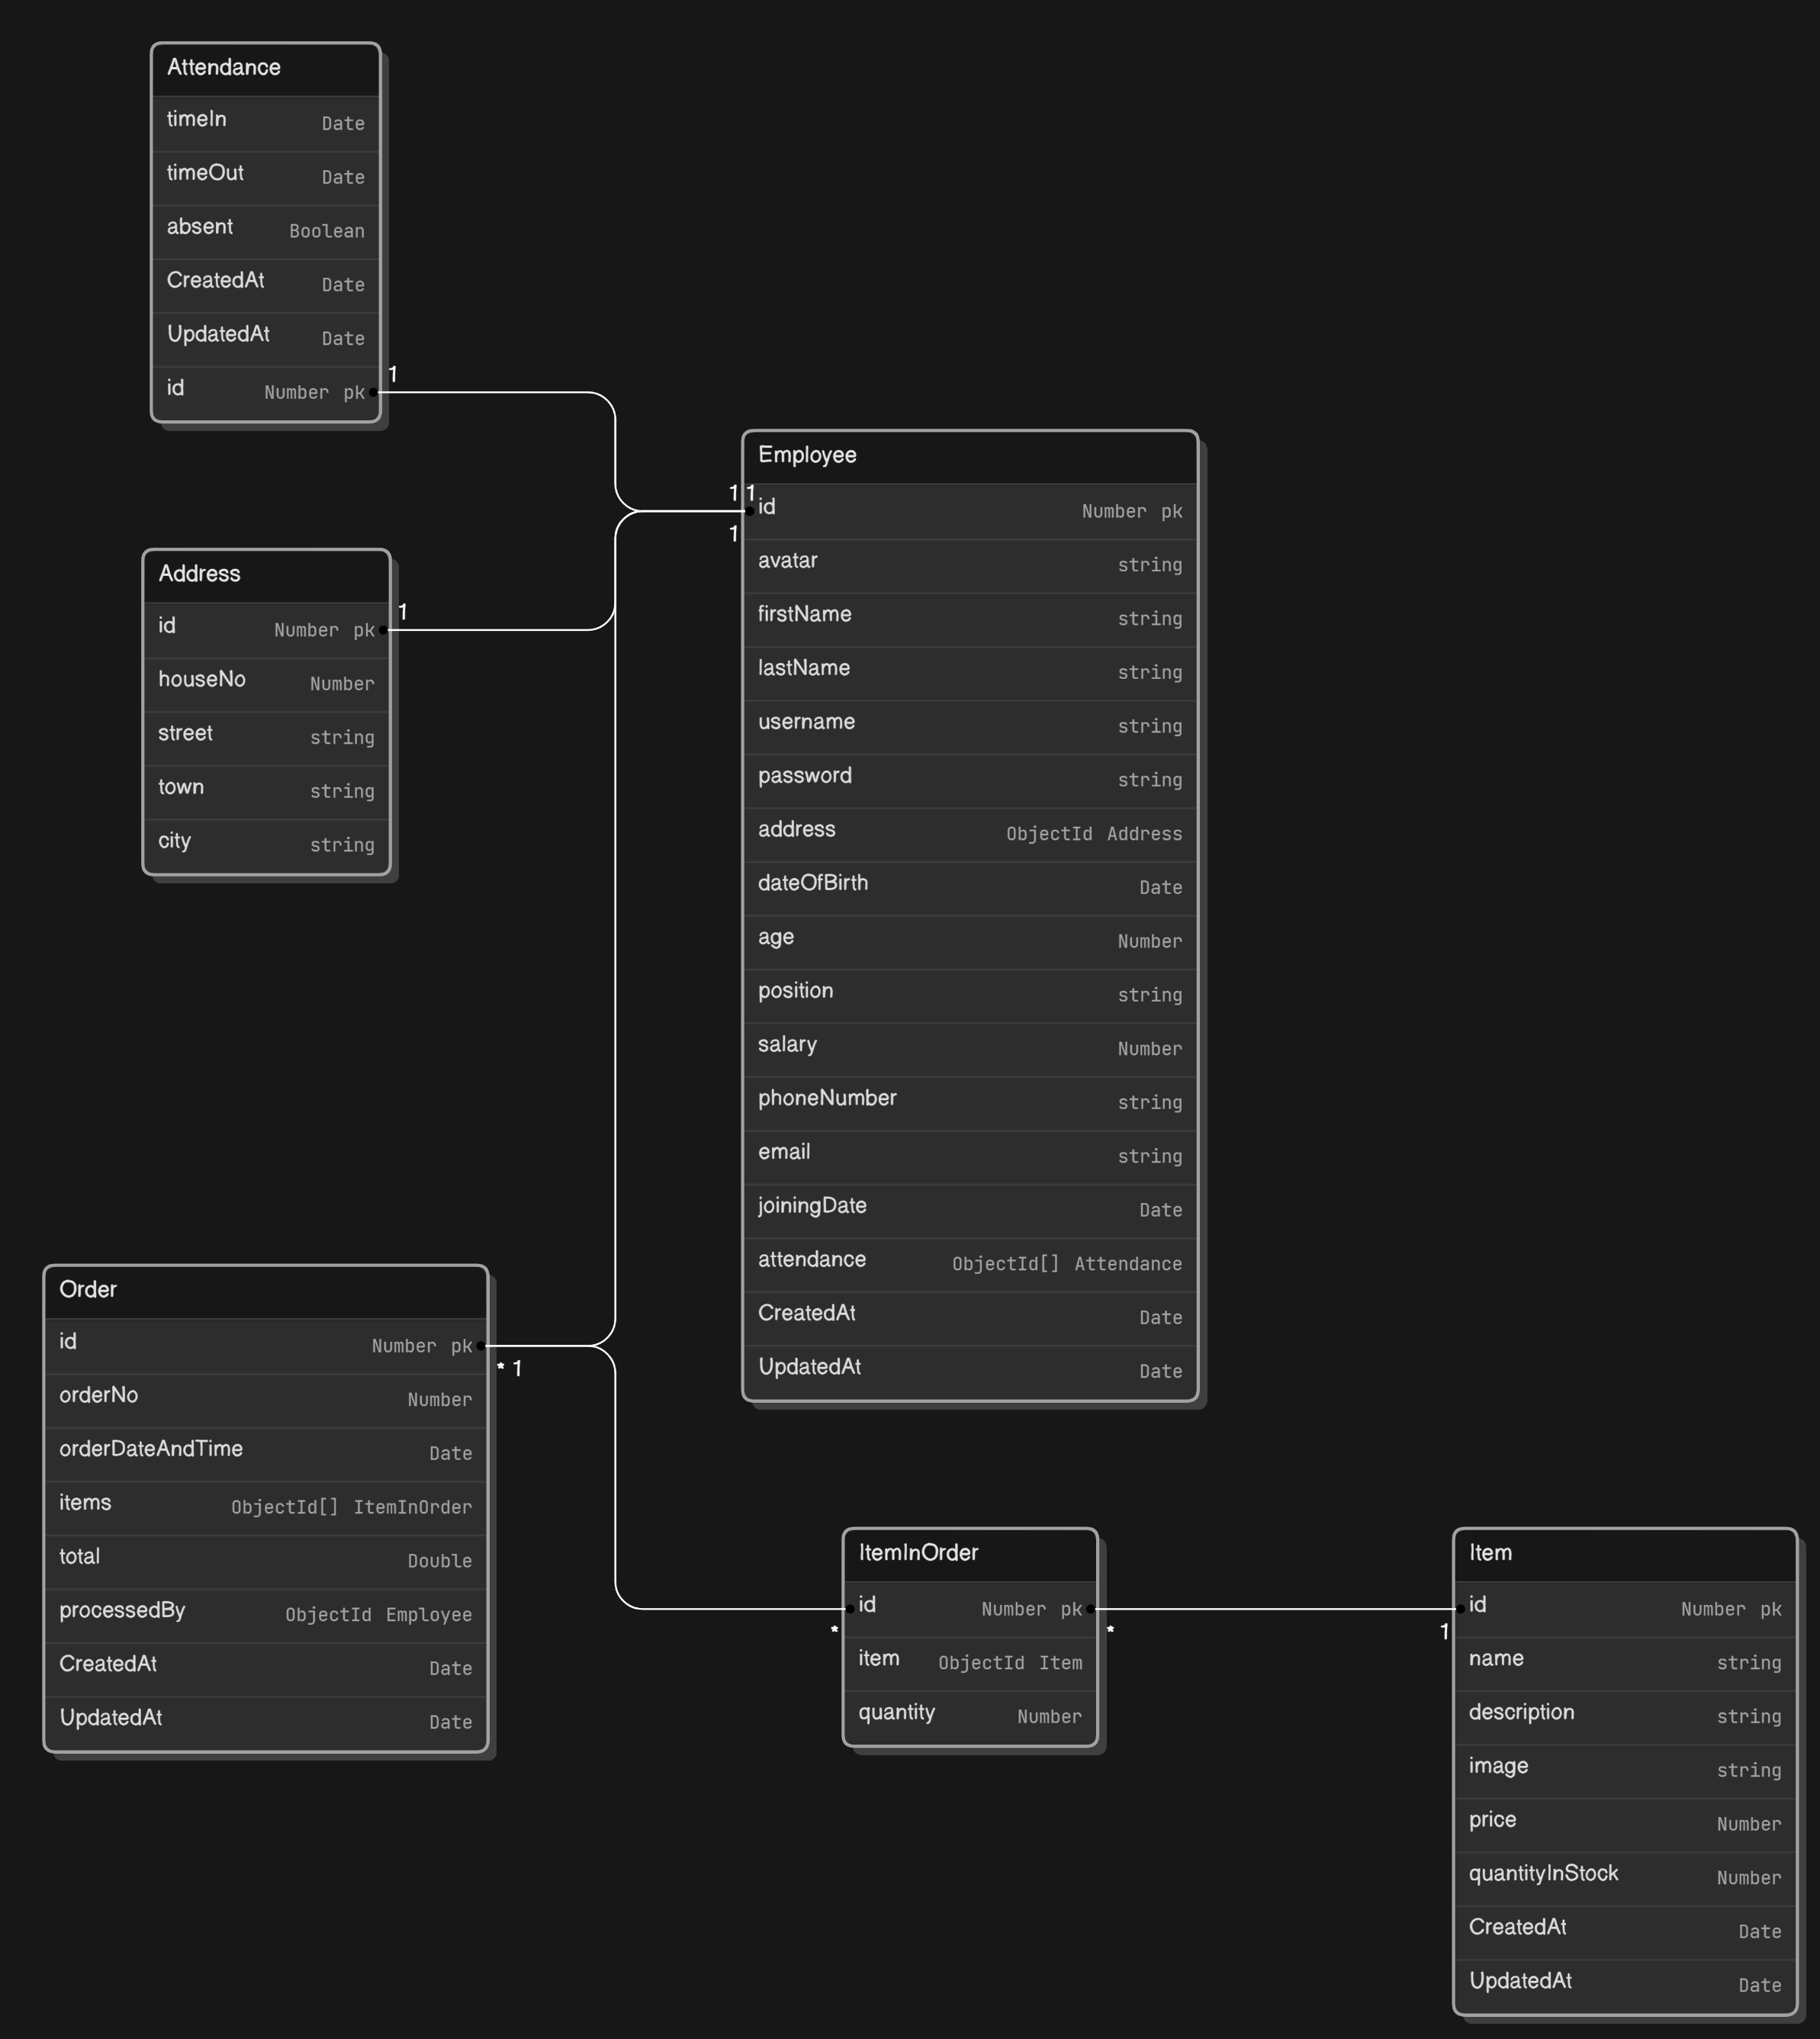 Attendance
timeIn Date
timeOut Date
absent Boolean
CreatedAt Date
UpdatedAt Date
id Number pk
1
Employee
1 1
id Number pk
1
avatar string
firstName string
lastName string
username string
password string
address ObjectId Address
dateOfBirth Date
age Number
position string
salary Number
phoneNumber string
email string
joiningDate Date
attendance ObjectId[] Attendance
CreatedAt Date
UpdatedAt Date
Address
1
id Number pk
houseNo Number
street string
town string
city string
Order
id Number pk
* 1
orderNo Number
orderDateAndTime Date
items ObjectId[] ItemInOrder
total Double
processedBy ObjectId Employee
CreatedAt Date
UpdatedAt Date
ItemInOrder
id Number pk
* *
item ObjectId Item
quantity Number
Item
id Number pk
1
name string
description string
image string
price Number
quantityInStock Number
CreatedAt Date
UpdatedAt Date